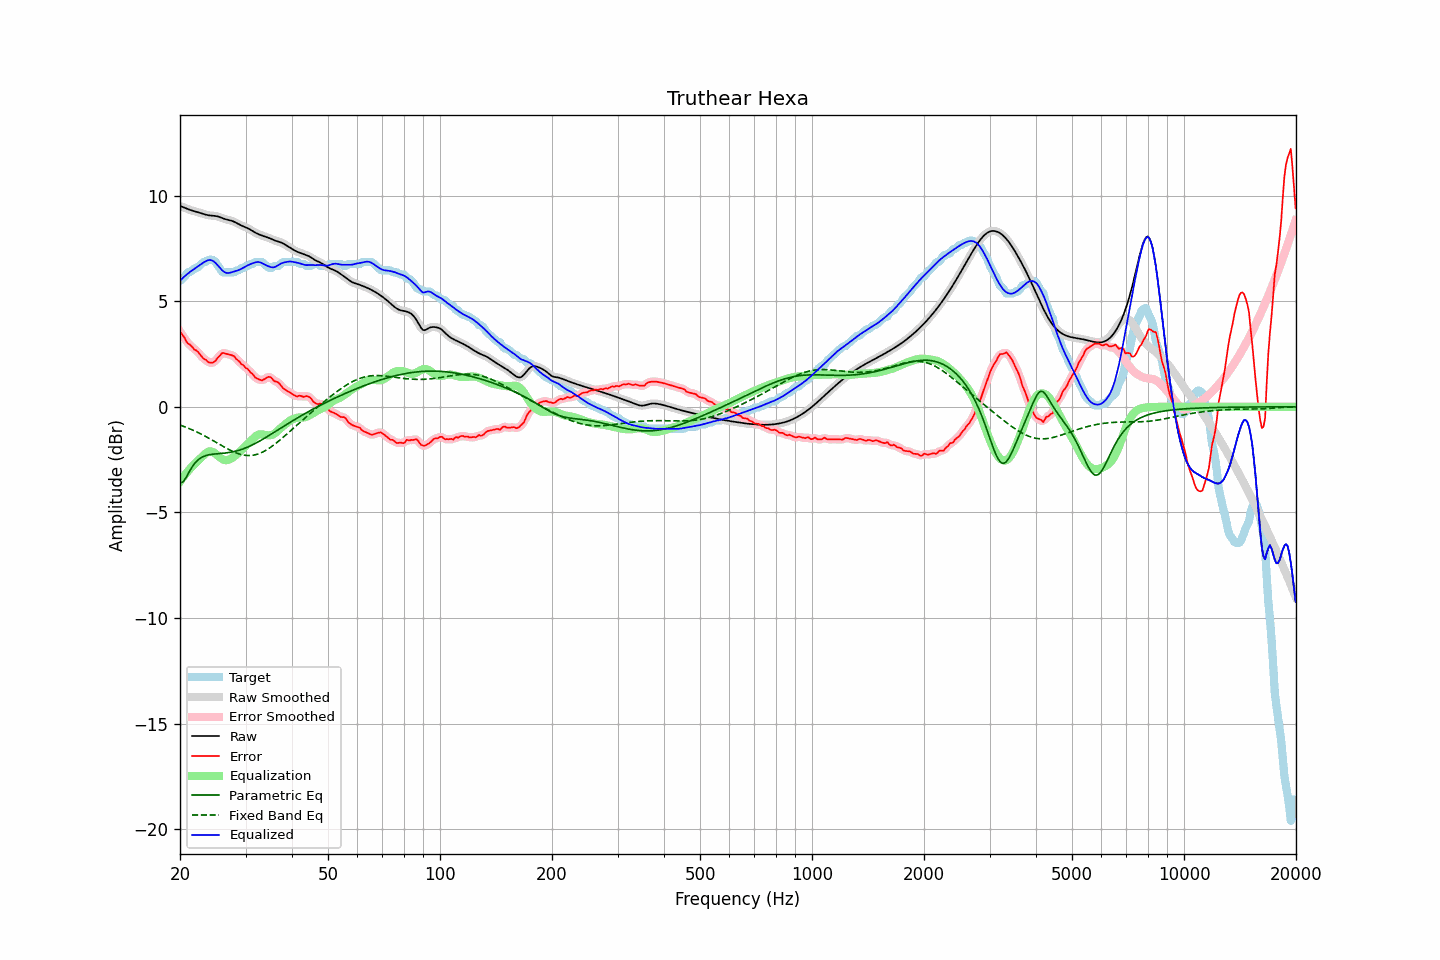 Truthear Hexa
Amplitude (dBr)
10
5
0
−5
−10
−15
−20
Target
Raw Smoothed
Error Smoothed
Raw
Error
Equalization
Parametric Eq
Fixed Band Eq
Equalized
20 50 100 200 500 1000 2000 5000 10000 20000
Frequency (Hz)